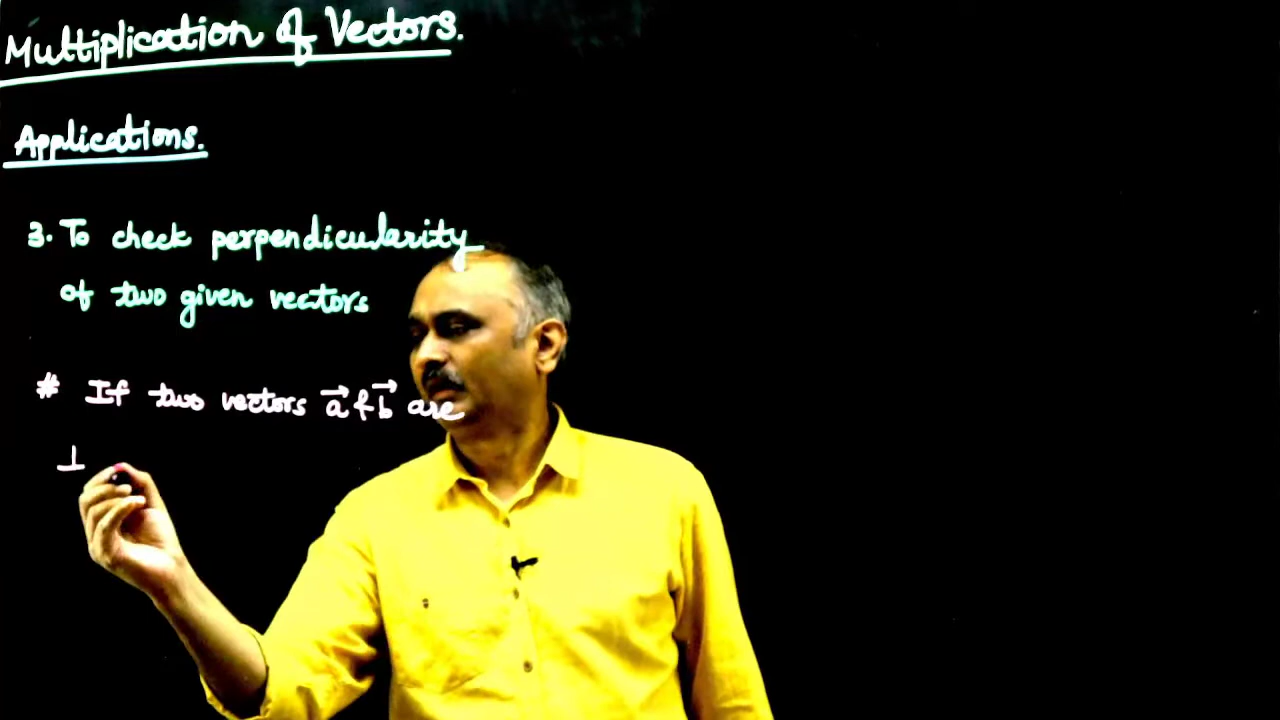 Multiplication of Vectors.
Applications.
3. To check perpendicularity
of two given vectors
# If two vectors a⃗ & b⃗ are
⊥